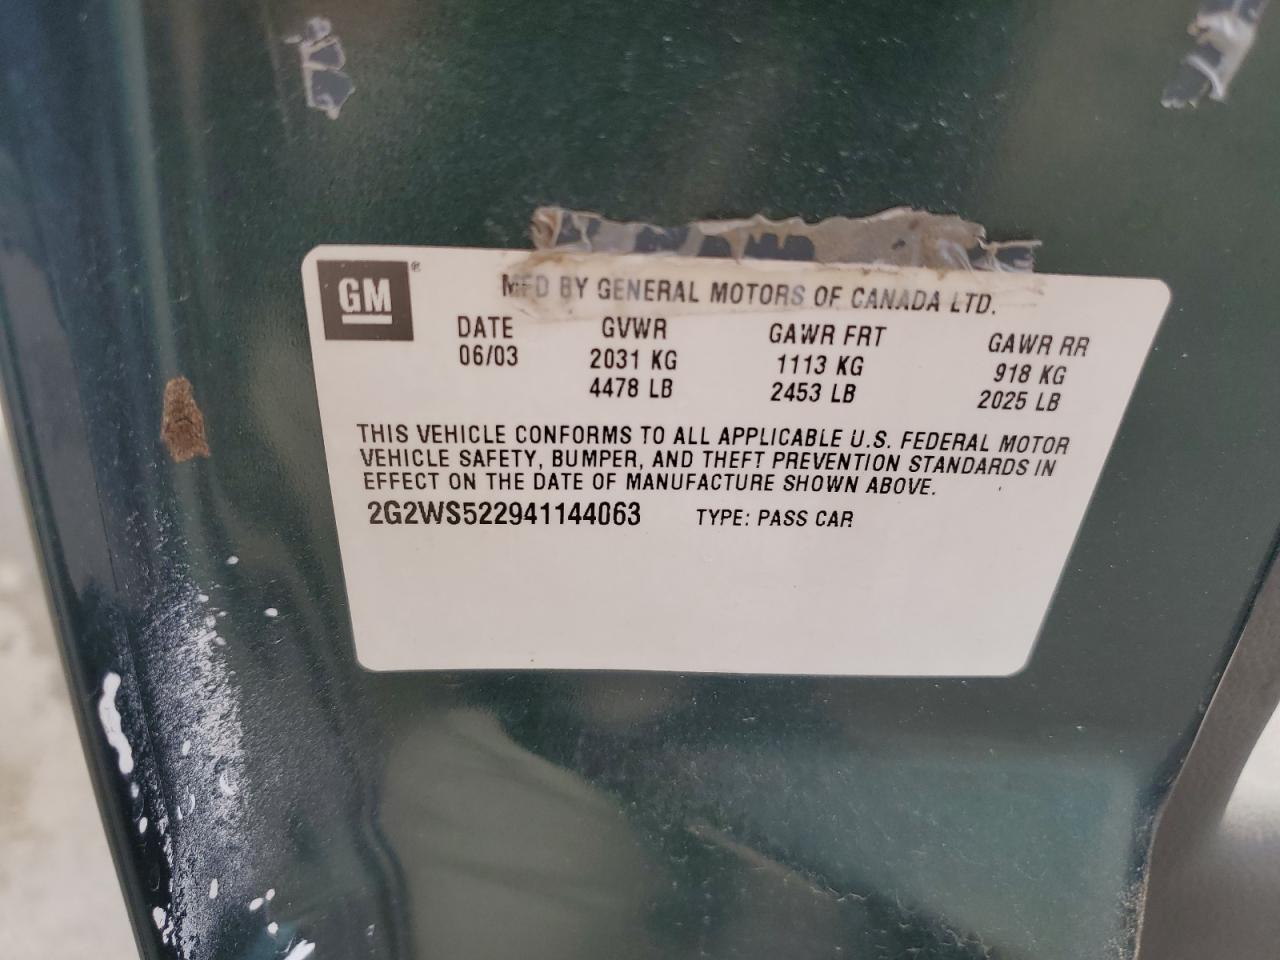 GM®
MFD BY GENERAL MOTORS OF CANADA LTD.
DATE GVWR GAWR FRT GAWR RR
06/03 2031 KG 1113 KG 918 KG
4478 LB 2453 LB 2025 LB
THIS VEHICLE CONFORMS TO ALL APPLICABLE U.S. FEDERAL MOTOR
VEHICLE SAFETY, BUMPER, AND THEFT PREVENTION STANDARDS IN
EFFECT ON THE DATE OF MANUFACTURE SHOWN ABOVE.
2G2WS522941144063 TYPE: PASS CAR